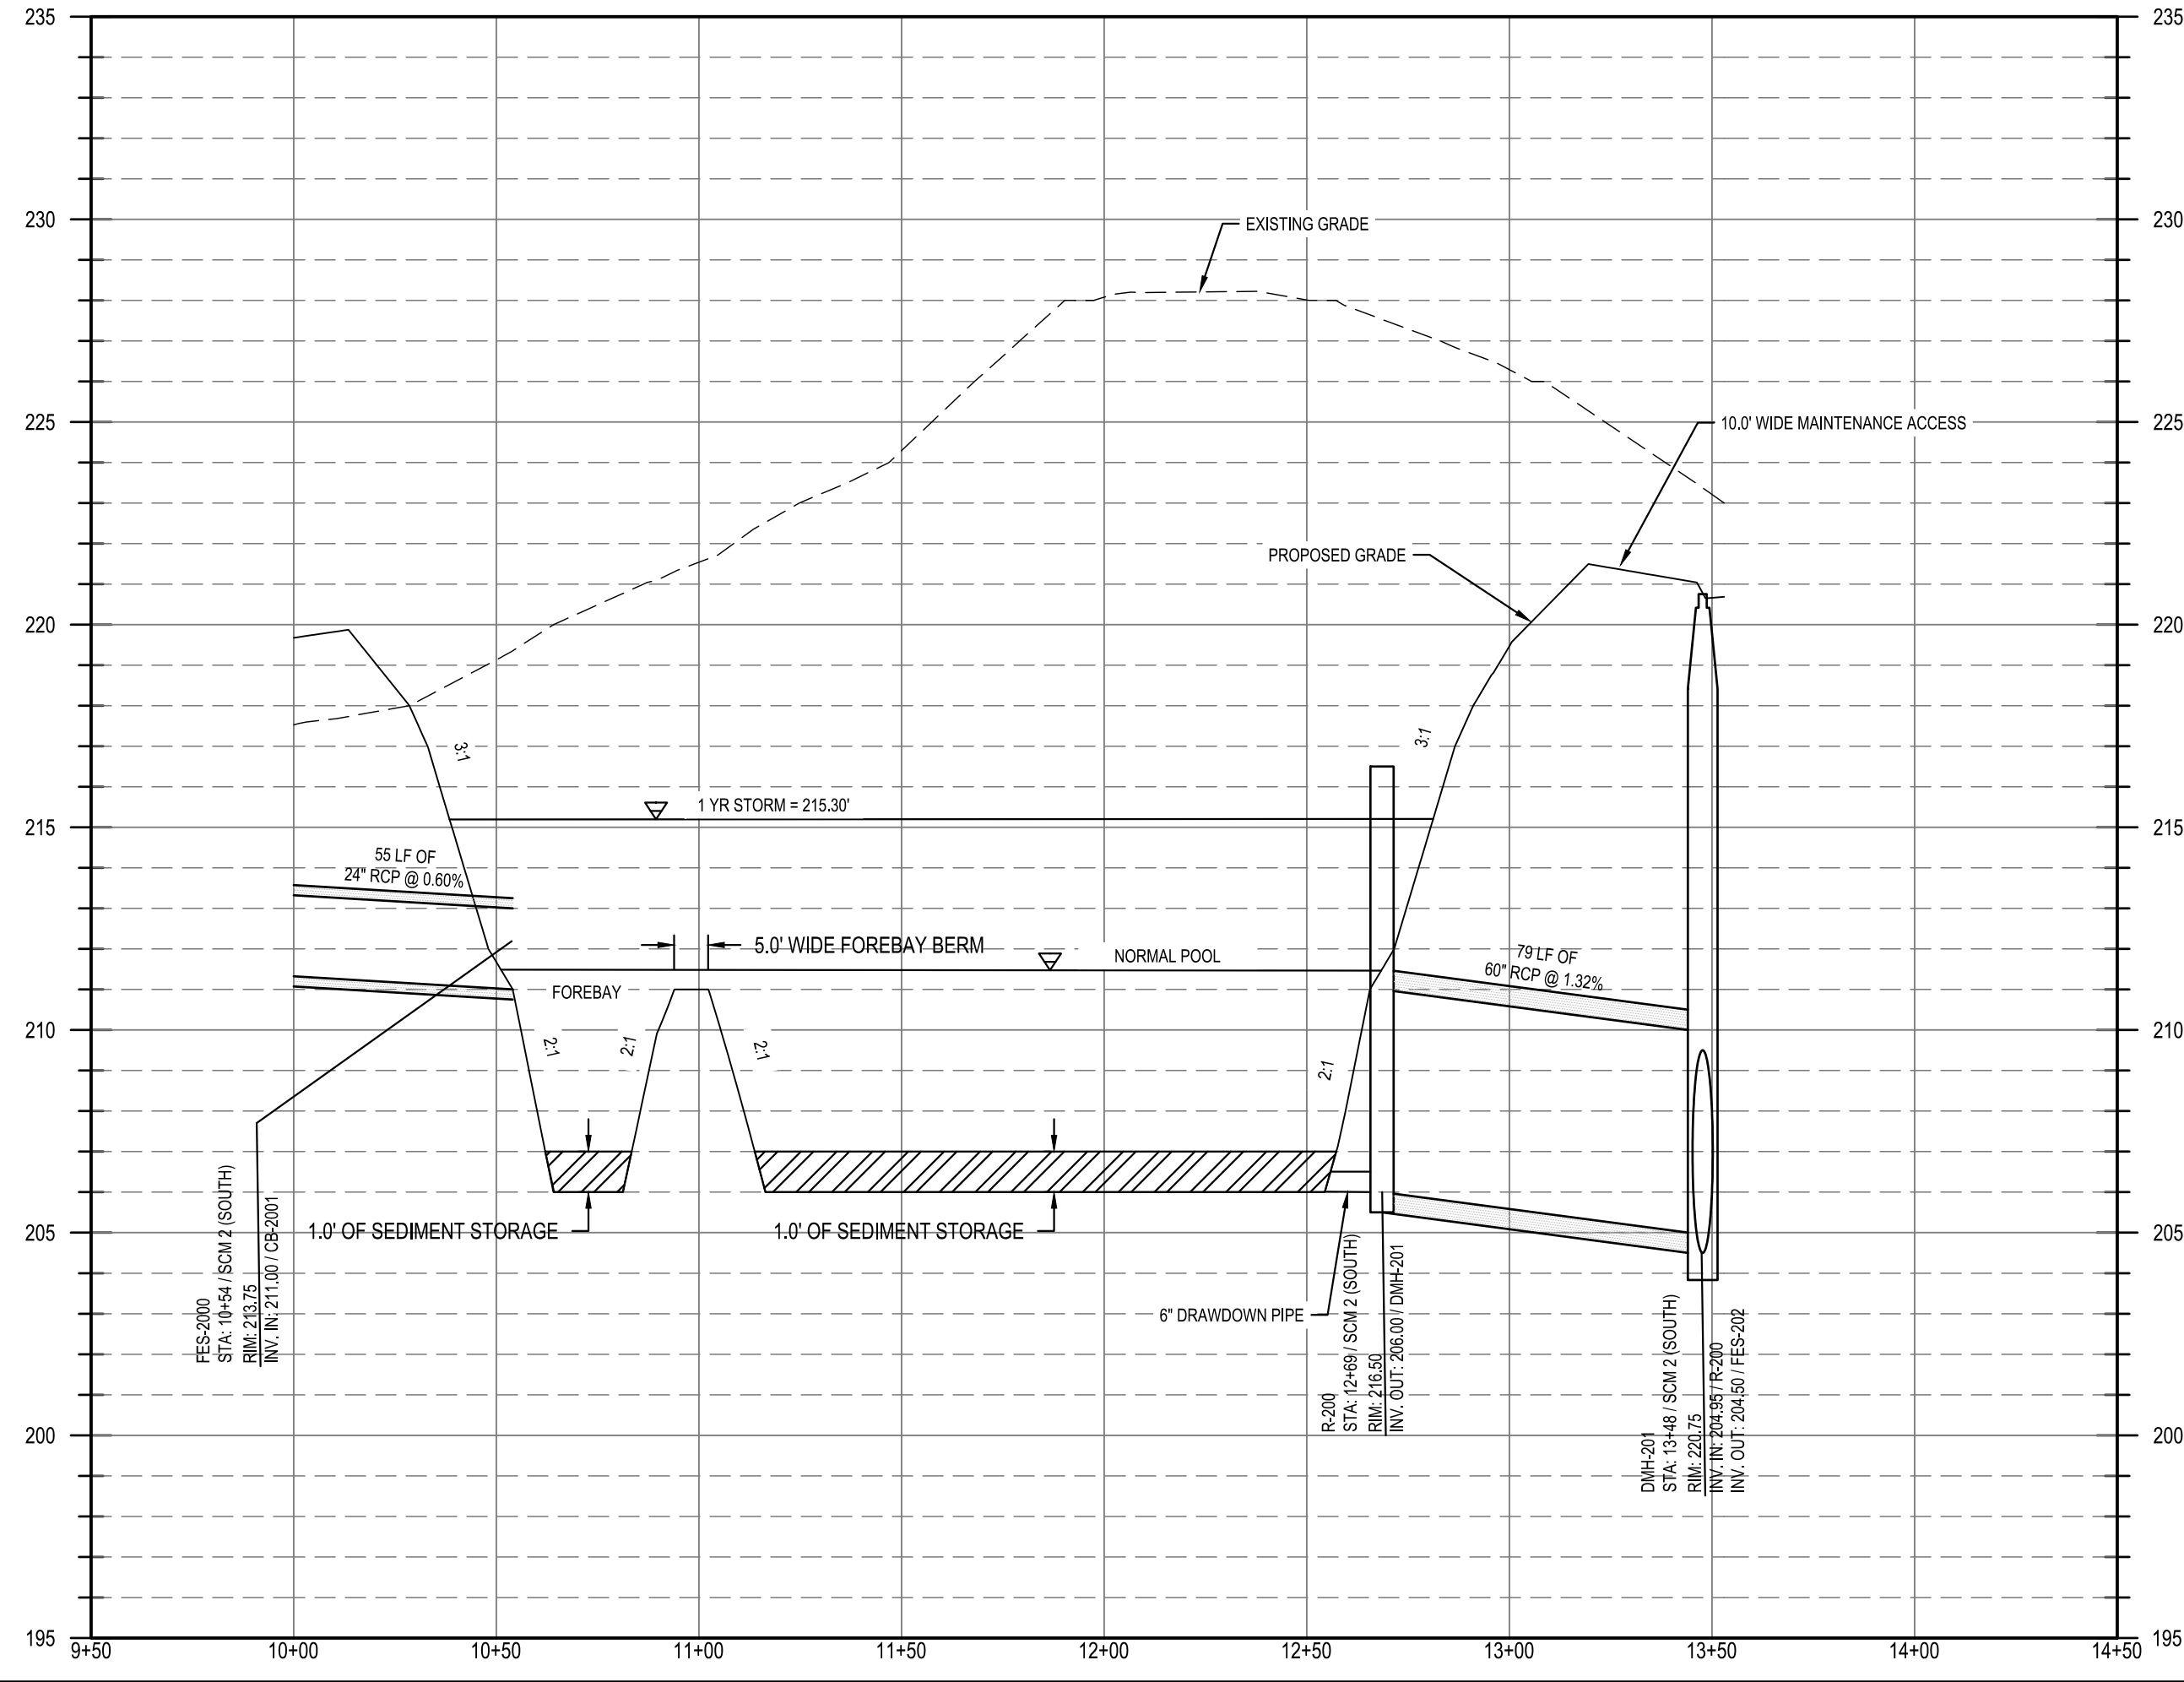 235
235
230
EXISTING GRADE
230
225
10.0' WIDE MAINTENANCE ACCESS
225
PROPOSED GRADE
220
220
3:1
3:1
1 YR STORM = 215.30'
215
215
55 LF OF
24" RCP @ 0.60%
5.0' WIDE FOREBAY BERM
NORMAL POOL
79 LF OF
60" RCP @ 1.32%
FOREBAY
210
210
2:1
2:1
2:1
2:1
1.0' OF SEDIMENT STORAGE
1.0' OF SEDIMENT STORAGE
205
205
6" DRAWDOWN PIPE
FES-2000
STA: 10+54 / SCM 2 (SOUTH)
RIM: 213.75
INV. IN: 211.00 / CB-2001
R-200
STA: 12+69 / SCM 2 (SOUTH)
RIM: 216.50
INV. OUT: 206.00 / DMH-201
DMH-201
STA: 13+48 / SCM 2 (SOUTH)
RIM: 220.75
INV. IN: 204.95 / R-200
INV. OUT: 204.50 / FES-202
200
200
195
195
9+50
10+00
10+50
11+00
11+50
12+00
12+50
13+00
13+50
14+00
14+50